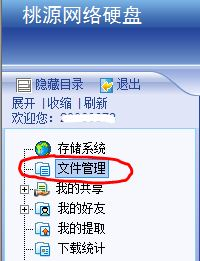 桃源网络硬盘
隐藏目录 退出
展开 | 收缩 | 刷新
欢迎您:
存储系统
文件管理
我的共享
我的好友
我的提取
下载统计